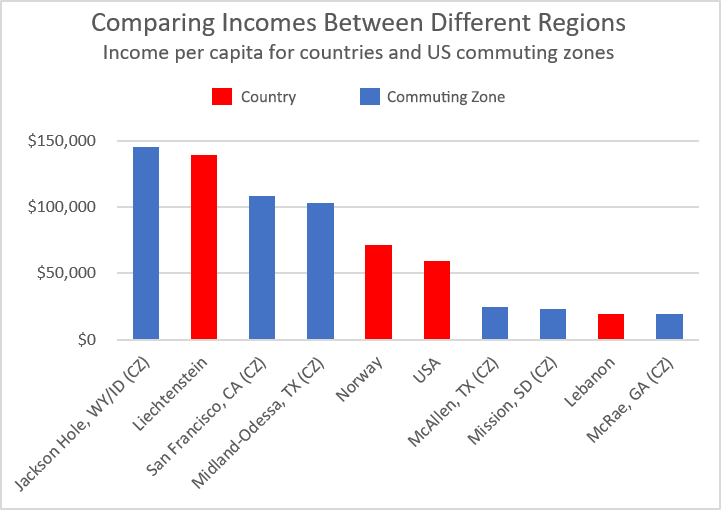 Comparing Incomes Between Different Regions
Income per capita for countries and US commuting zones
Country
Commuting Zone
$150,000
$100,000
$50,000
$0
Jackson Hole, WY/ID (CZ)
Liechtenstein
San Francisco, CA (CZ)
Midland-Odessa, TX (CZ)
Norway
USA
McAllen, TX (CZ)
Mission, SD (CZ)
Lebanon
McRae, GA (CZ)